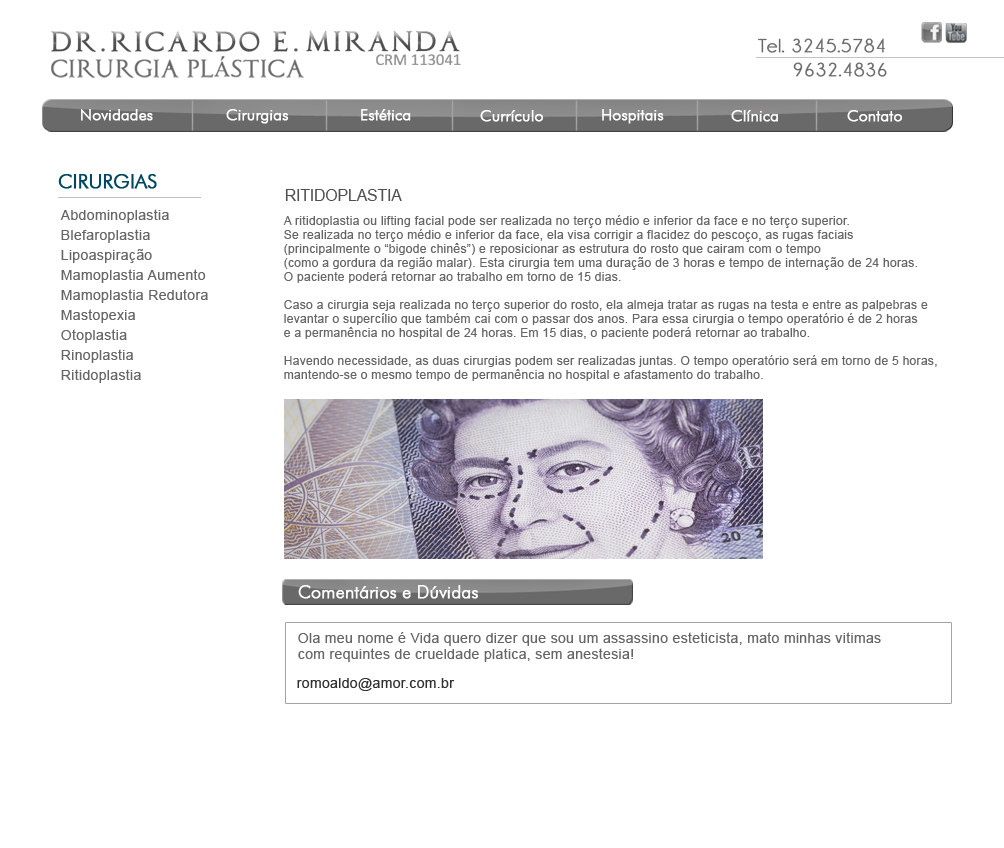 DR. RICARDO E. MIRANDA
CIRURGIA PLÁSTICA
CRM 113041
Tel. 3245.5784
9632.4836
f
You
Tube
Novidades
Cirurgias
Estética
Currículo
Hospitais
Clínica
Contato
CIRURGIAS
Abdominoplastia
Blefaroplastia
Lipoaspiração
Mamoplastia Aumento
Mamoplastia Redutora
Mastopexia
Otoplastia
Rinoplastia
Ritidoplastia
RITIDOPLASTIA
A ritidoplastia ou lifting facial pode ser realizada no terço médio e inferior da face e no terço superior.
Se realizada no terço médio e inferior da face, ela visa corrigir a flacidez do pescoço, as rugas faciais
(principalmente o “bigode chinês”) e reposicionar as estrutura do rosto que cairam com o tempo
(como a gordura da região malar). Esta cirurgia tem uma duração de 3 horas e tempo de internação de 24 horas.
O paciente poderá retornar ao trabalho em torno de 15 dias.
Caso a cirurgia seja realizada no terço superior do rosto, ela almeja tratar as rugas na testa e entre as palpebras e
levantar o supercílio que também cai com o passar dos anos. Para essa cirurgia o tempo operatório é de 2 horas
e a permanência no hospital de 24 horas. Em 15 dias, o paciente poderá retornar ao trabalho.
Havendo necessidade, as duas cirurgias podem ser realizadas juntas. O tempo operatório será em torno de 5 horas,
mantendo-se o mesmo tempo de permanência no hospital e afastamento do trabalho.
E
20 2
Comentários e Dúvidas
Ola meu nome é Vida quero dizer que sou um assassino esteticista, mato minhas vitimas
com requintes de crueldade platica, sem anestesia!
romoaldo@amor.com.br